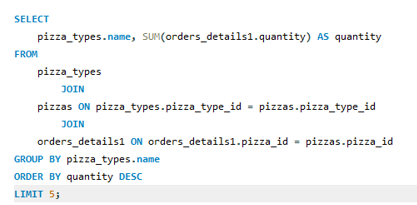 SELECT
pizza_types.name, SUM(orders_details1.quantity) AS quantity
FROM
pizza_types
JOIN
pizzas ON pizza_types.pizza_type_id = pizzas.pizza_type_id
JOIN
orders_details1 ON orders_details1.pizza_id = pizzas.pizza_id
GROUP BY pizza_types.name
ORDER BY quantity DESC
LIMIT 5;